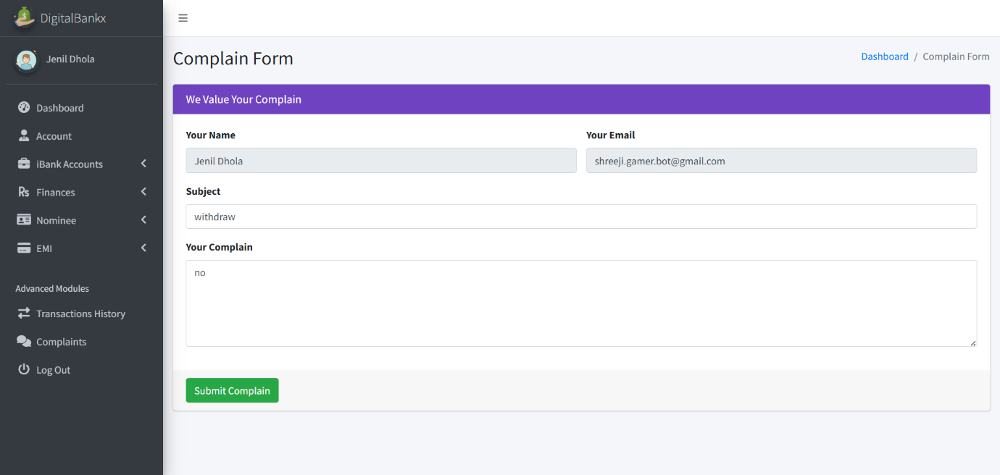 DigitalBankx
Jenil Dhola
Dashboard
Account
iBank Accounts
Rs Finances
Nominee
EMI
Advanced Modules
Transactions History
Complaints
Log Out
Complain Form
Dashboard / Complain Form
We Value Your Complain
Your Name Your Email
Jenil Dhola shreeji.gamer.bot@gmail.com
Subject
withdraw
Your Complain
no
Submit Complain